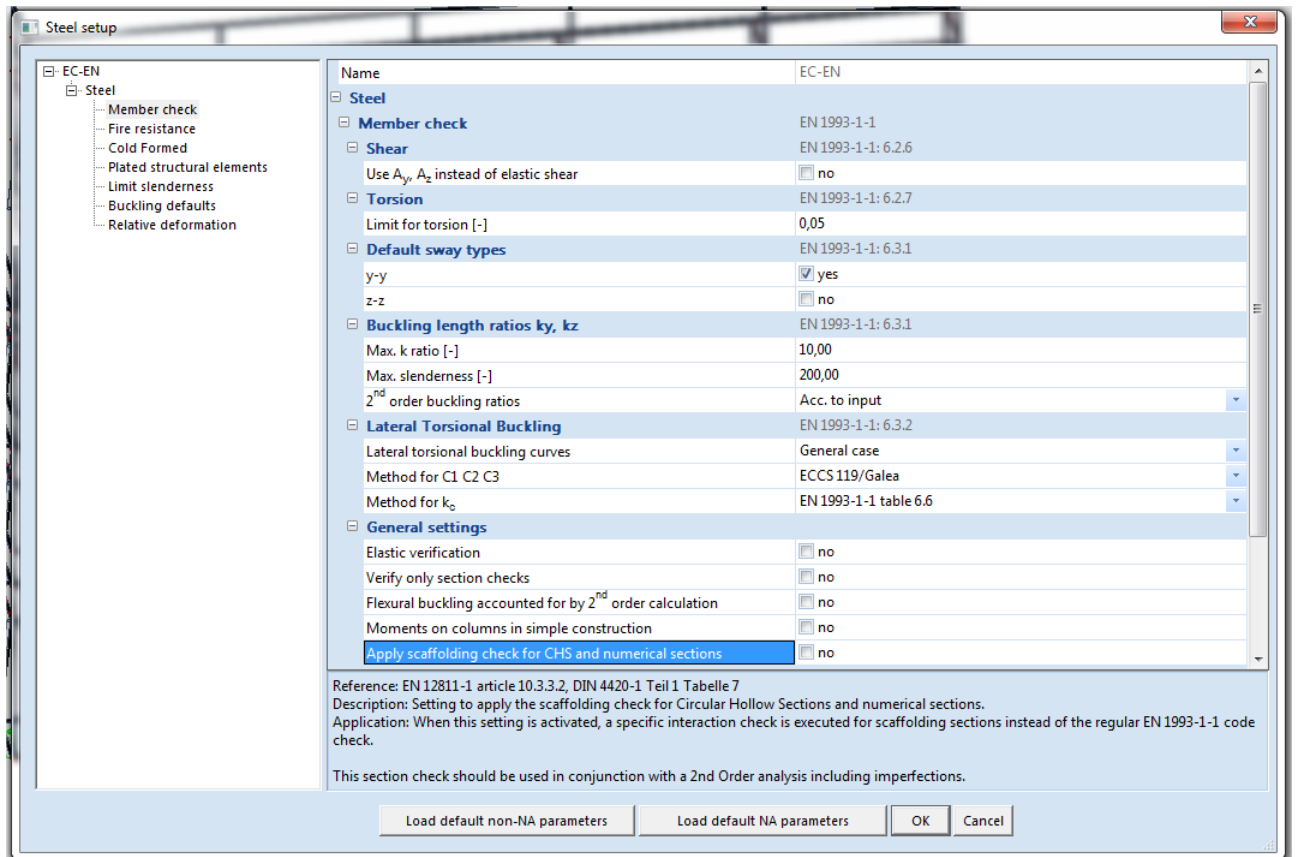 Steel setup
EC-EN
Steel
Member check
Fire resistance
Cold Formed
Plated structural elements
Limit slenderness
Buckling defaults
Relative deformation
Name EC-EN
Steel
Member check EN 1993-1-1
Shear EN 1993-1-1: 6.2.6
Use Ay, Az instead of elastic shear no
Torsion EN 1993-1-1: 6.2.7
Limit for torsion [-] 0,05
Default sway types EN 1993-1-1: 6.3.1
y-y yes
z-z no
Buckling length ratios ky, kz EN 1993-1-1: 6.3.1
Max. k ratio [-] 10,00
Max. slenderness [-] 200,00
2nd order buckling ratios Acc. to input
Lateral Torsional Buckling EN 1993-1-1: 6.3.2
Lateral torsional buckling curves General case
Method for C1 C2 C3 ECCS 119/Galea
Method for kc EN 1993-1-1 table 6.6
General settings
Elastic verification no
Verify only section checks no
Flexural buckling accounted for by 2nd order calculation no
Moments on columns in simple construction no
Apply scaffolding check for CHS and numerical sections no
Reference: EN 12811-1 article 10.3.3.2, DIN 4420-1 Teil 1 Tabelle 7
Description: Setting to apply the scaffolding check for Circular Hollow Sections and numerical sections.
Application: When this setting is activated, a specific interaction check is executed for scaffolding sections instead of the regular EN 1993-1-1 code
check.
This section check should be used in conjunction with a 2nd Order analysis including imperfections.
Load default non-NA parameters Load default NA parameters OK Cancel